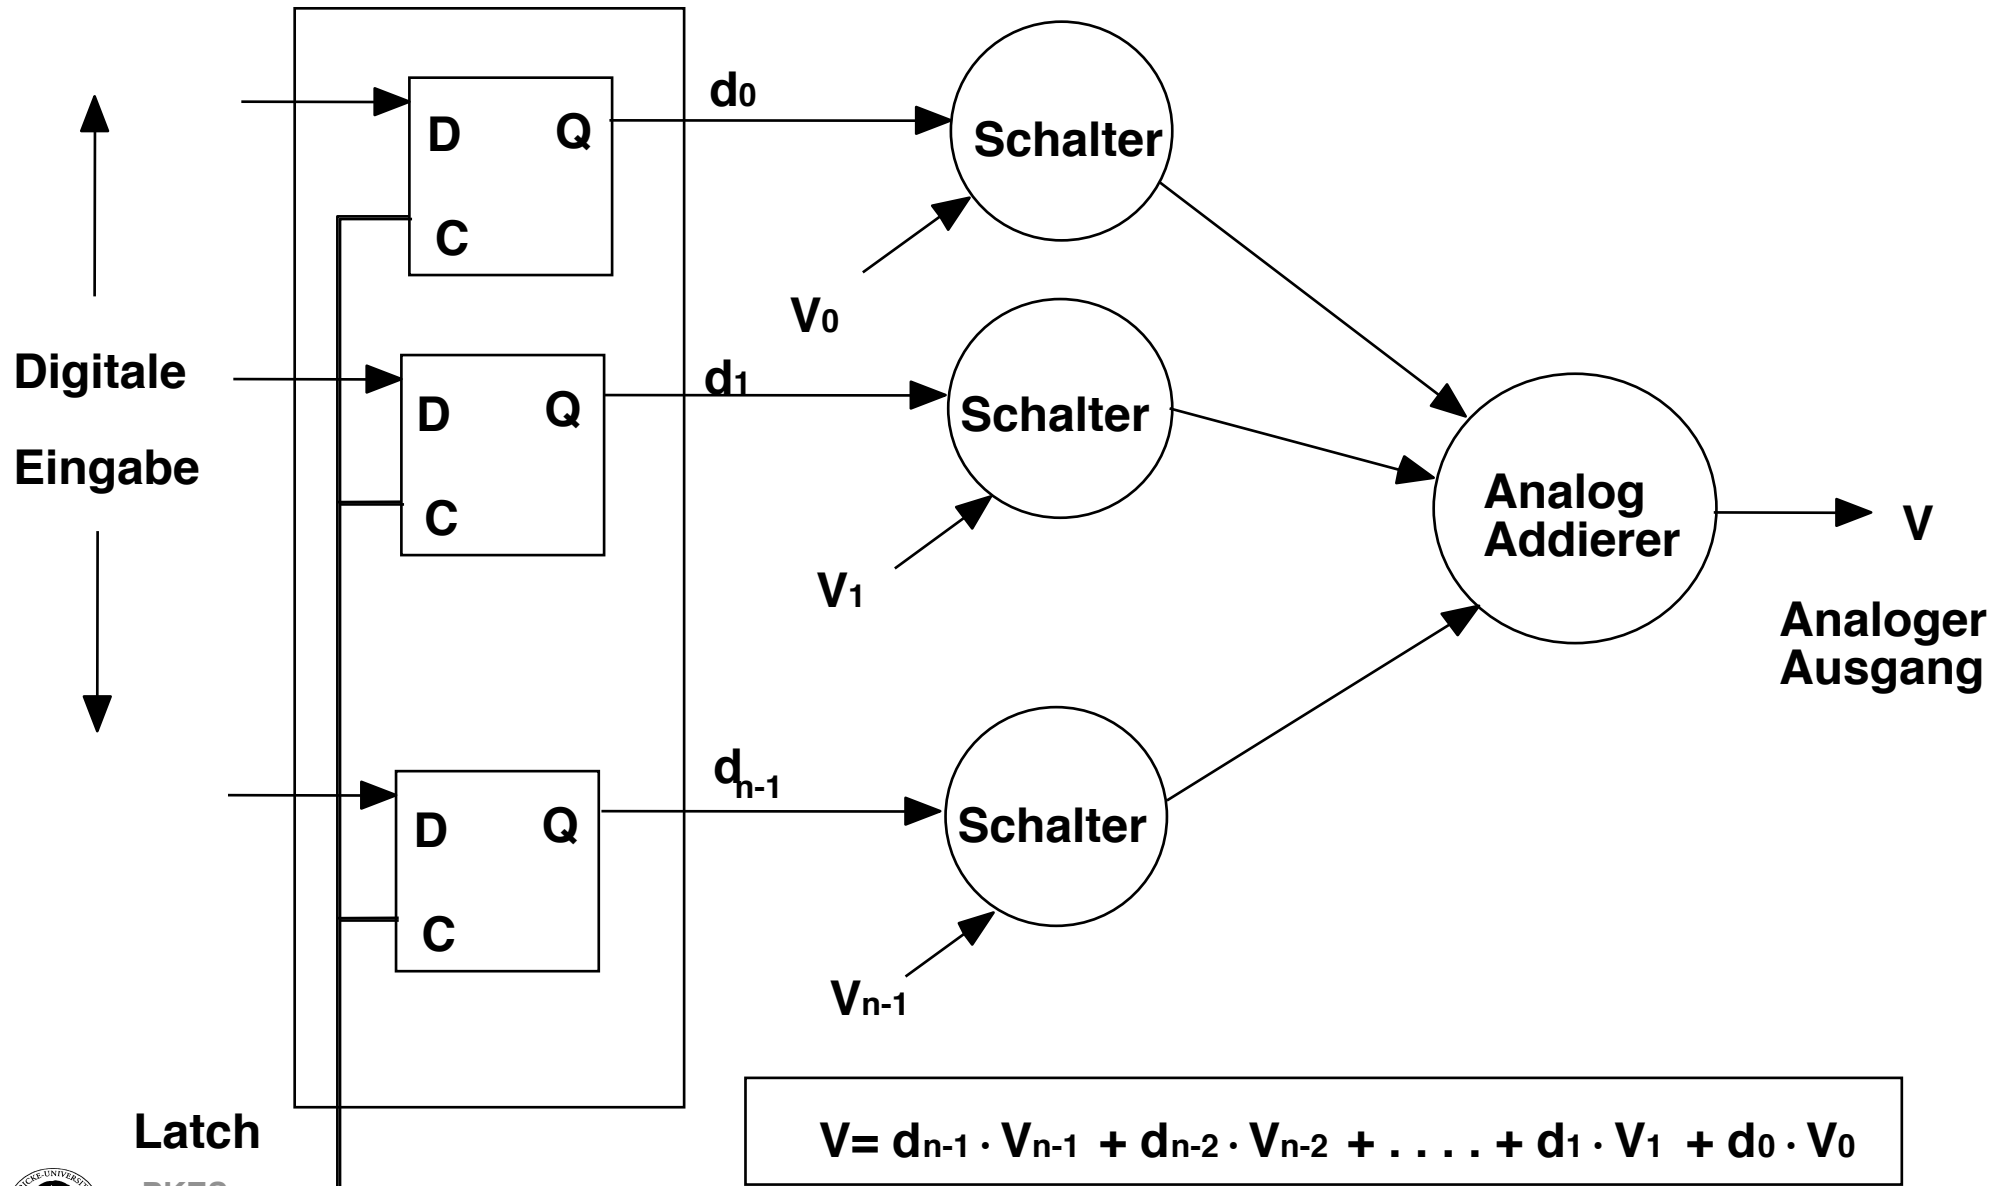 d0
D Q
Schalter
C
V0
Digitale
d1
D Q
Schalter
Eingabe
Analog
Addierer
V
C
V1
Analoger
Ausgang
dn-1
D Q
Schalter
C
Vn-1
Latch
V= dn-1 · Vn-1 + dn-2 · Vn-2 + . . . . + d1 · V1 + d0 · V0